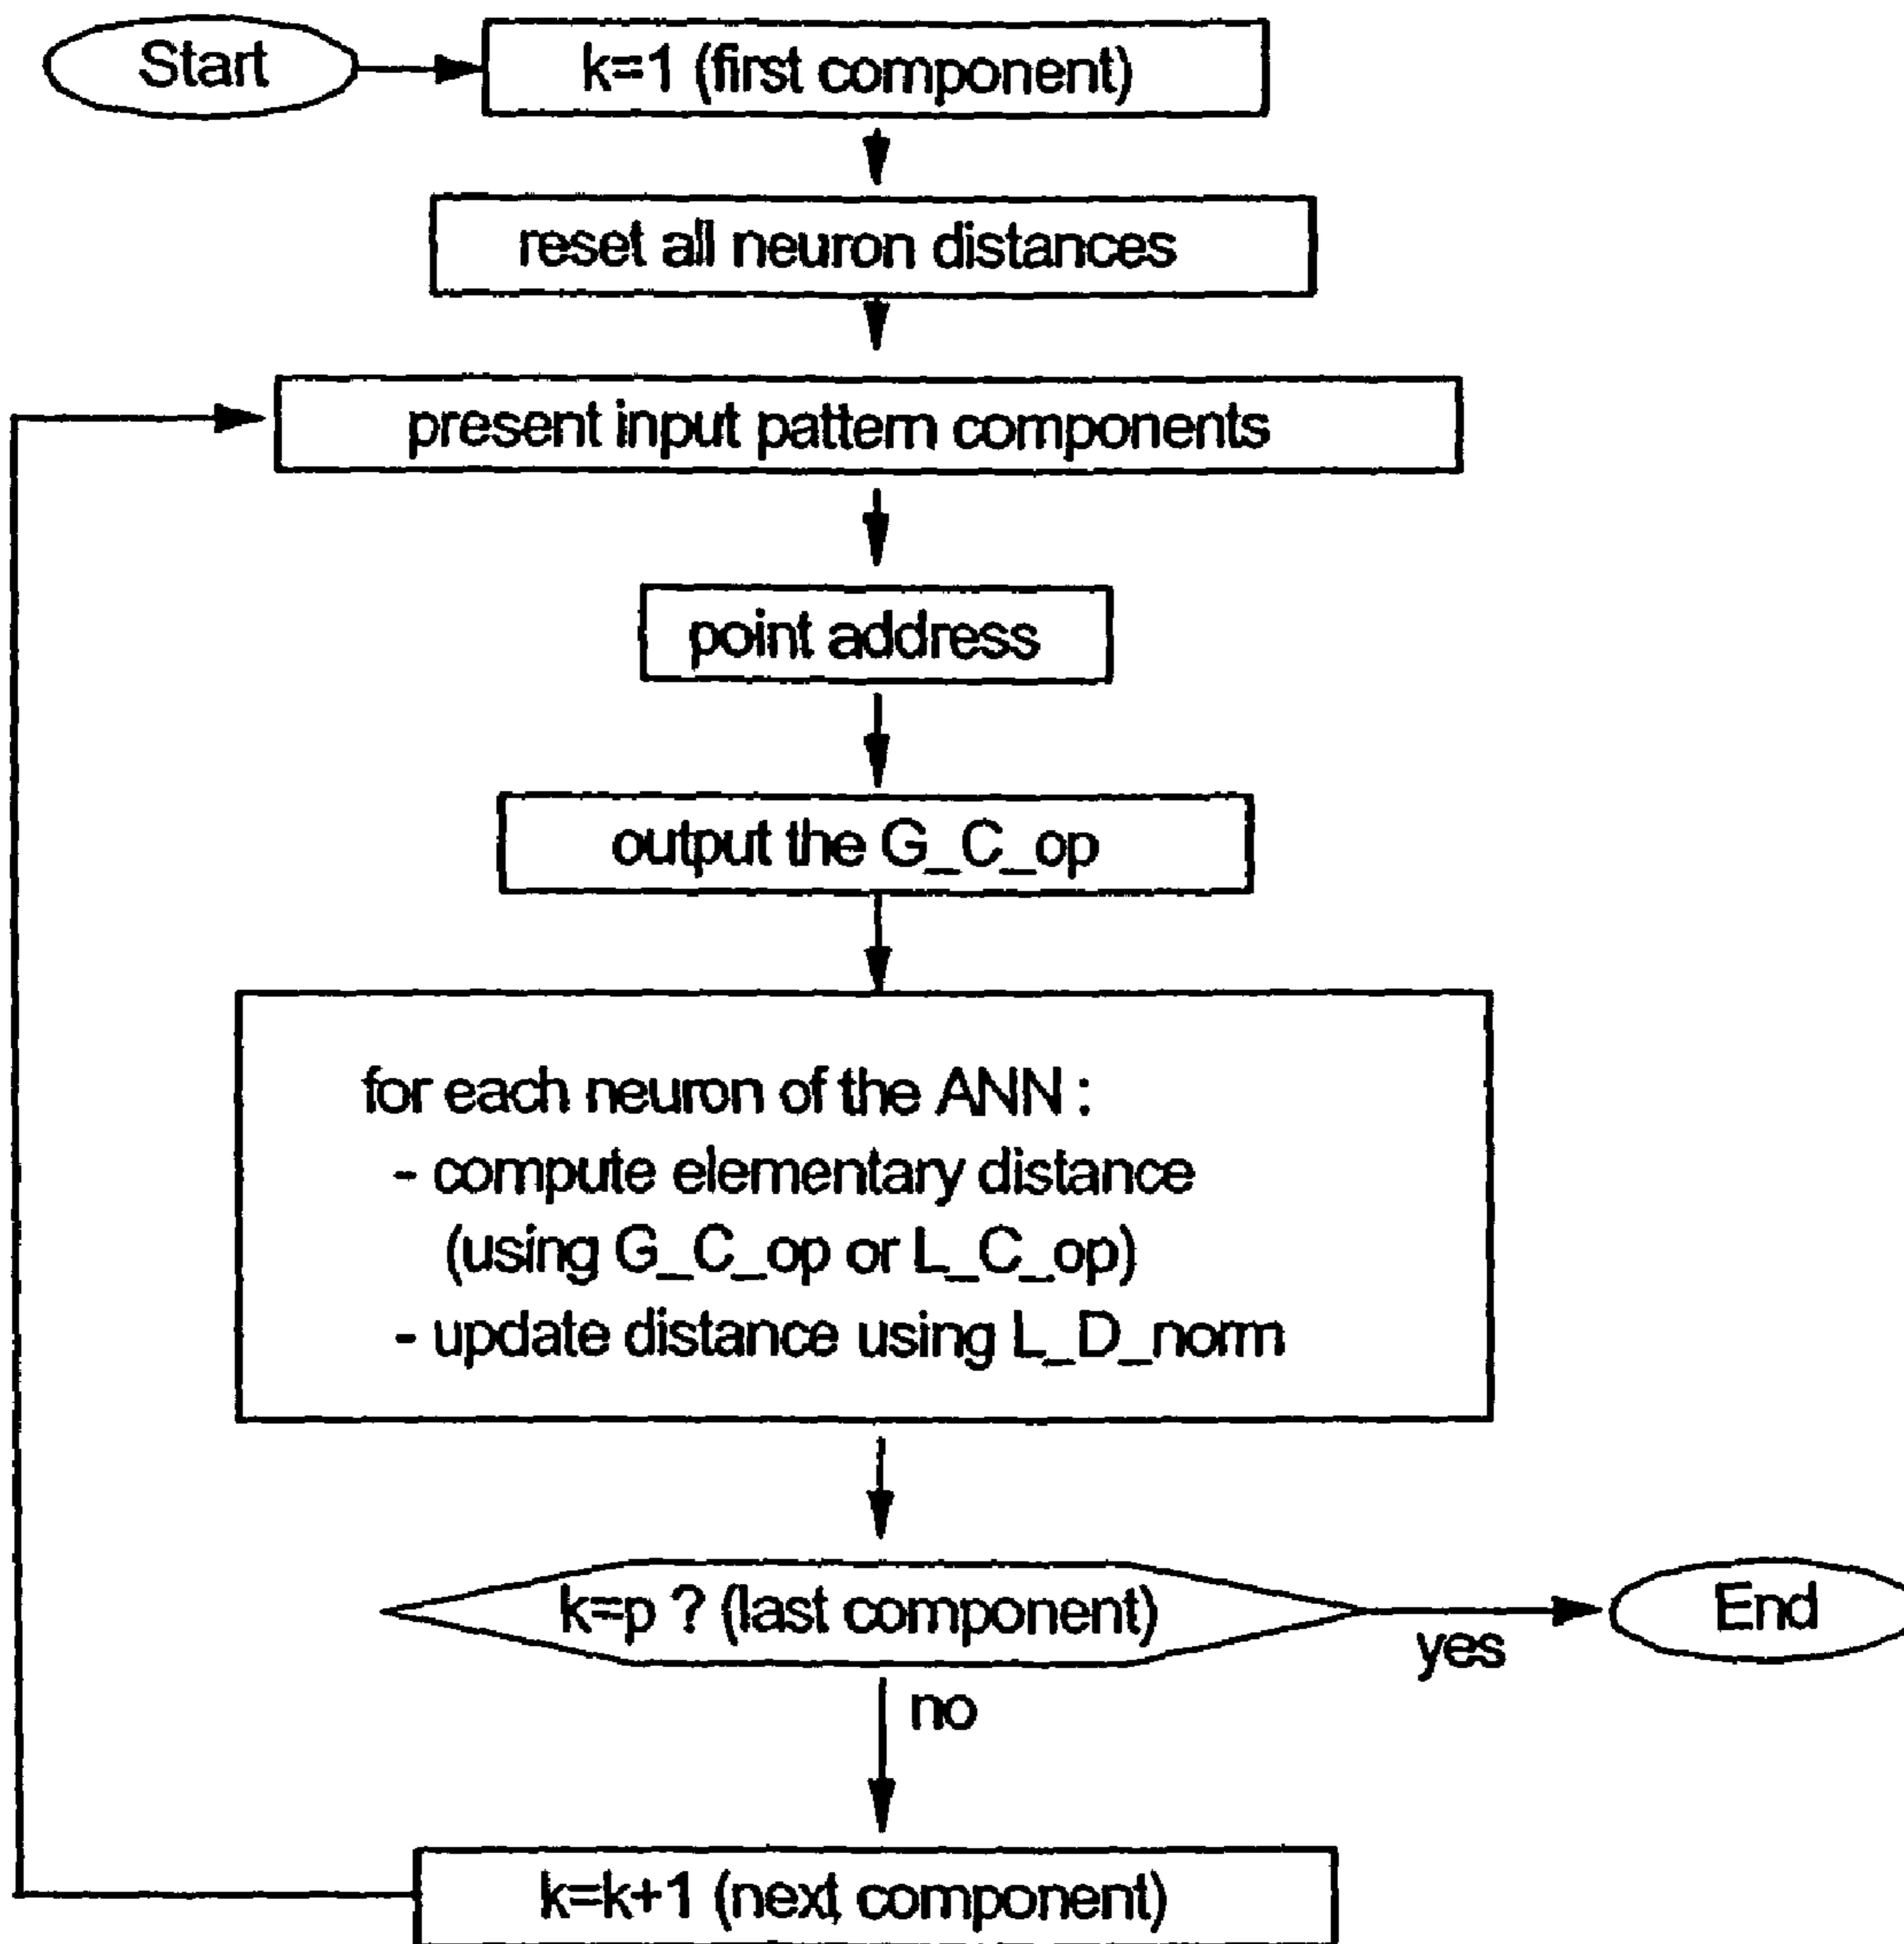 Start
k=1 (first component)
reset all neuron distances
present input pattern components
point address
output the G_C_op
for each neuron of the ANN :
- compute elementary distance
(using G_C_op or L_C_op)
- update distance using L_D_norm
k=p ? (last component)
yes
End
no
k=k+1 (next component)